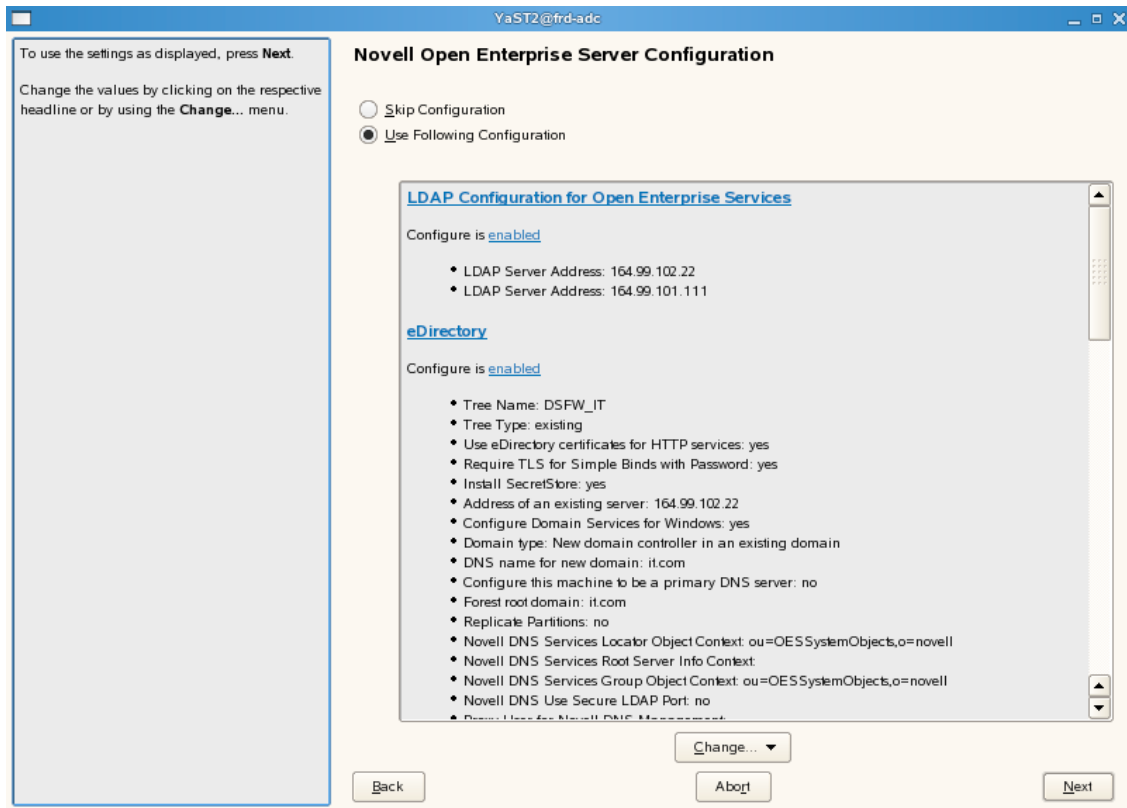 YaST2@frd-adc
To use the settings as displayed, press Next.
Change the values by clicking on the respective
headline or by using the Change... menu.
Novell Open Enterprise Server Configuration
Skip Configuration
Use Following Configuration
LDAP Configuration for Open Enterprise Services
Configure is enabled
• LDAP Server Address: 164.99.102.22
• LDAP Server Address: 164.99.101.111
eDirectory
Configure is enabled
• Tree Name: DSFW_IT
• Tree Type: existing
• Use eDirectory certificates for HTTP services: yes
• Require TLS for Simple Binds with Password: yes
• Install SecretStore: yes
• Address of an existing server: 164.99.102.22
• Configure Domain Services for Windows: yes
• Domain type: New domain controller in an existing domain
• DNS name for new domain: it.com
• Configure this machine to be a primary DNS server: no
• Forest root domain: it.com
• Replicate Partitions: no
• Novell DNS Services Locator Object Context: ou=OESSystemObjects,o=novell
• Novell DNS Services Root Server Info Context:
• Novell DNS Services Group Object Context: ou=OESSystemObjects,o=novell
• Novell DNS Use Secure LDAP Port: no
• Proxy User for Novell DNS Management:
Change...
Back
Abort
Next